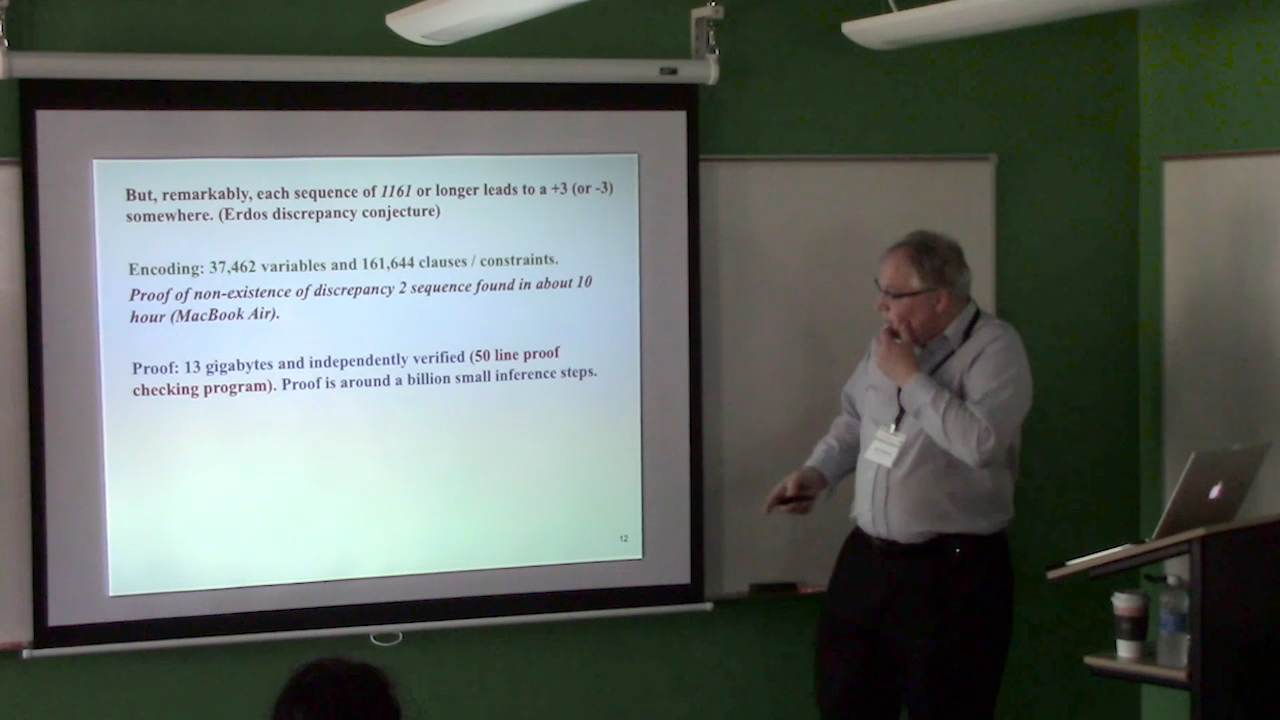 But, remarkably, each sequence of 1161 or longer leads to a +3 (or -3)
somewhere. (Erdos discrepancy conjecture)
Encoding: 37,462 variables and 161,644 clauses / constraints.
Proof of non-existence of discrepancy 2 sequence found in about 10
hour (MacBook Air).
Proof: 13 gigabytes and independently verified (50 line proof
checking program). Proof is around a billion small inference steps.
12